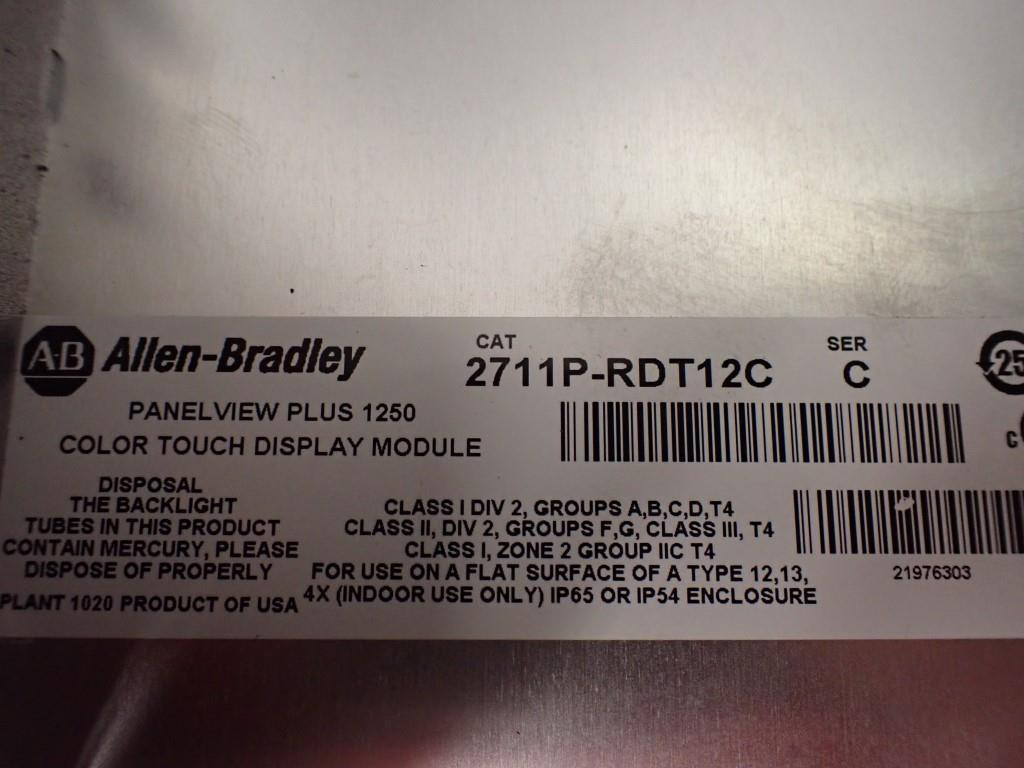 AB Allen-Bradley
CAT
2711P-RDT12C
SER
C
25
PANELVIEW PLUS 1250
COLOR TOUCH DISPLAY MODULE
C
DISPOSAL
THE BACKLIGHT
TUBES IN THIS PRODUCT
CONTAIN MERCURY, PLEASE
DISPOSE OF PROPERLY
PLANT 1020 PRODUCT OF USA
CLASS I DIV 2, GROUPS A,B,C,D,T4
CLASS II, DIV 2, GROUPS F,G, CLASS III, T4
CLASS I, ZONE 2 GROUP IIC T4
FOR USE ON A FLAT SURFACE OF A TYPE 12,13,
4X (INDOOR USE ONLY) IP65 OR IP54 ENCLOSURE
21976303